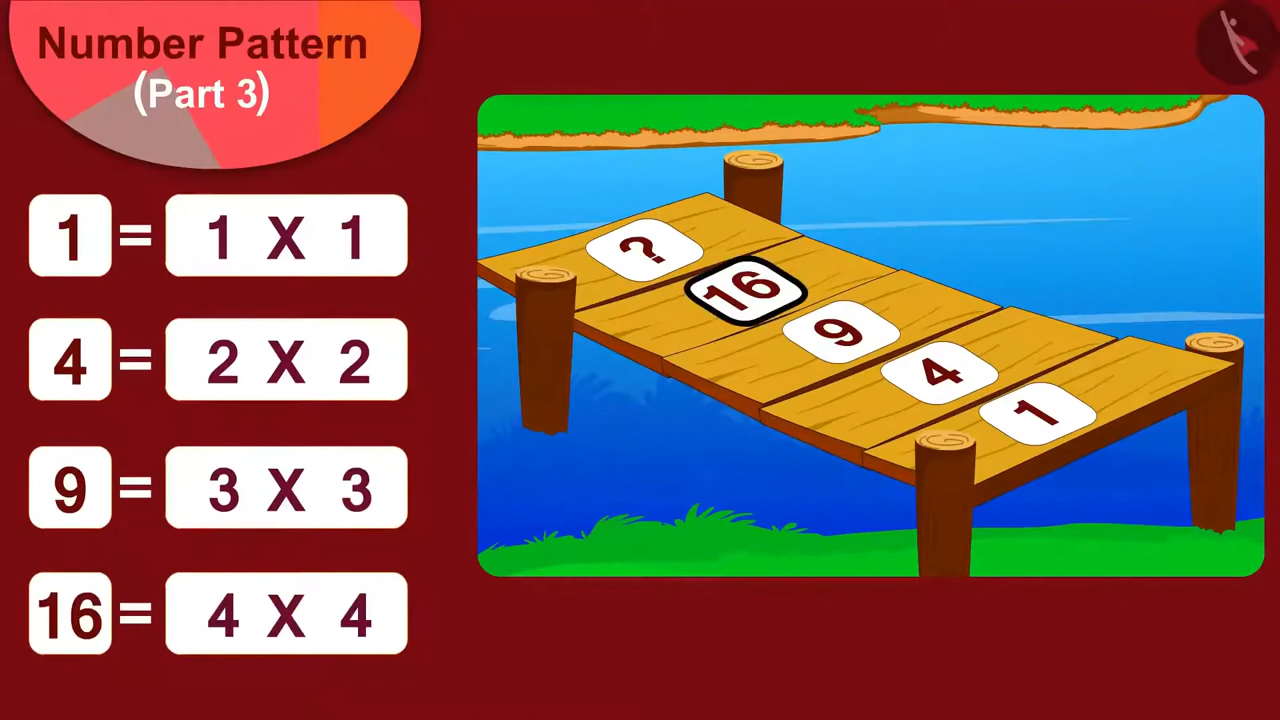 Number Pattern
(Part 3)
1 = 1 X 1
4 = 2 X 2
9 = 3 X 3
16 = 4 X 4
?
16
9
4
1